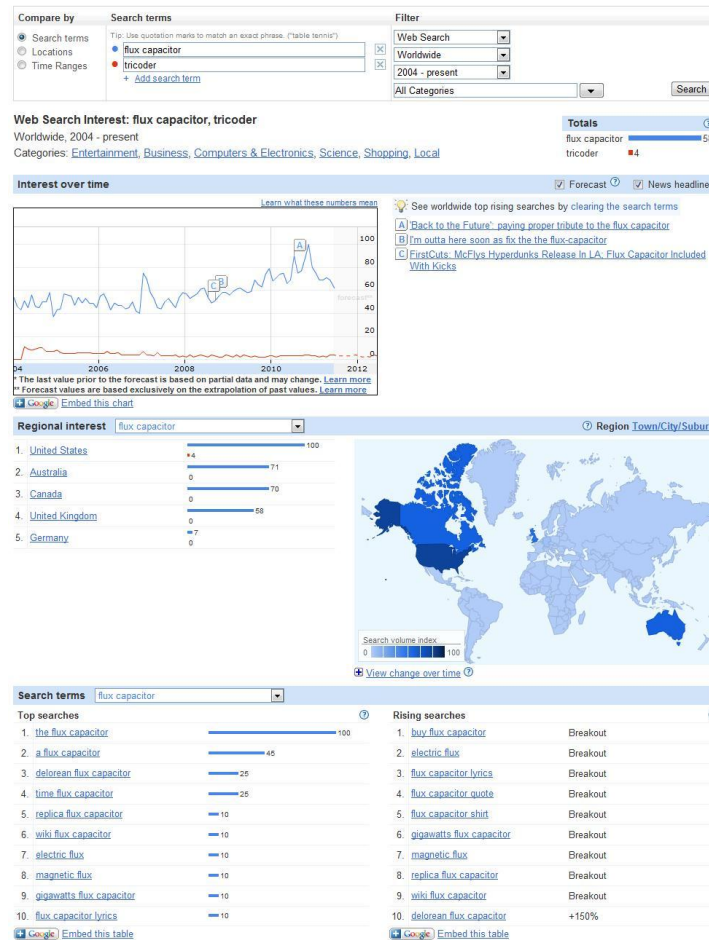 Compare by
Search terms
Filter
Search terms
Locations
Time Ranges
Tip: Use quotation marks to match an exact phrase. ("table tennis")
flux capacitor
tricoder
+ Add search term
Web Search
Worldwide
2004 - present
All Categories
Search
Web Search Interest: flux capacitor, tricoder
Worldwide, 2004 - present
Categories: Entertainment, Business, Computers & Electronics, Science, Shopping, Local
Totals
flux capacitor
tricoder 4
Interest over time
Forecast
News headline
Learn what these numbers mean
100
80
60
40
20
0
A
B
C
forecast**
04 2006 2008 2010 2012
* The last value prior to the forecast is based on partial data and may change. Learn more
** Forecast values are based exclusively on the extrapolation of past values. Learn more
Google Embed this chart
See worldwide top rising searches by clearing the search terms
A 'Back to the Future': paying proper tribute to the flux capacitor
B I'm outta here soon as fix the the flux-capacitor
C FirstCuts: McFlys Hyperdunks Release In LA; Flux Capacitor Included
With Kicks
Regional interest flux capacitor
Region Town/City/Subur
1. United States 100
4
2. Australia 71
0
3. Canada 70
0
4. United Kingdom 58
0
5. Germany 7
0
Search volume index
0 100
View change over time
Search terms flux capacitor
Top searches
1. the flux capacitor 100
2. a flux capacitor 45
3. delorean flux capacitor 25
4. time flux capacitor 25
5. replica flux capacitor 10
6. wiki flux capacitor 10
7. electric flux 10
8. magnetic flux 10
9. gigawatts flux capacitor 10
10. flux capacitor lyrics 10
Google Embed this table
Rising searches
1. buy flux capacitor Breakout
2. electric flux Breakout
3. flux capacitor lyrics Breakout
4. flux capacitor quote Breakout
5. flux capacitor shirt Breakout
6. gigawatts flux capacitor Breakout
7. magnetic flux Breakout
8. replica flux capacitor Breakout
9. wiki flux capacitor Breakout
10. delorean flux capacitor +150%
Google Embed this table